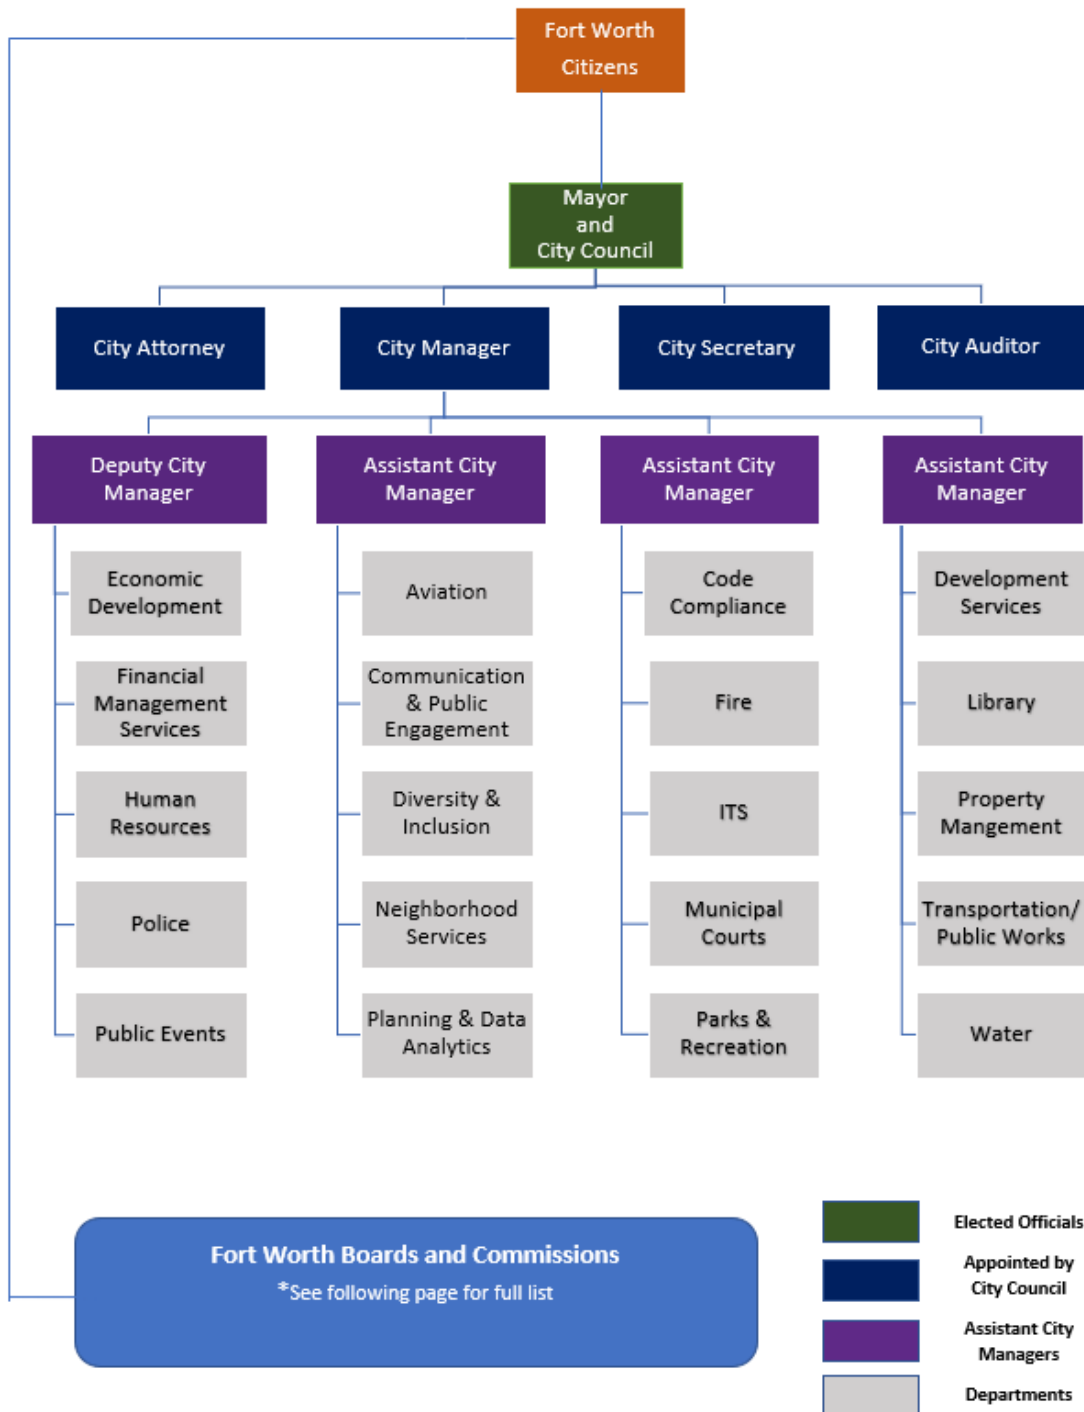 Fort Worth
Citizens
Mayor
and
City Council
City Attorney
City Manager
City Secretary
City Auditor
Deputy City
Manager
Assistant City
Manager
Assistant City
Manager
Assistant City
Manager
Economic
Development
Aviation
Code
Compliance
Development
Services
Financial
Management
Services
Communication
& Public
Engagement
Fire
Library
Human
Resources
Diversity &
Inclusion
ITS
Property
Mangement
Police
Neighborhood
Services
Municipal
Courts
Transportation/
Public Works
Public Events
Planning & Data
Analytics
Parks &
Recreation
Water
Fort Worth Boards and Commissions
*See following page for full list
Elected Officials
Appointed by
City Council
Assistant City
Managers
Departments